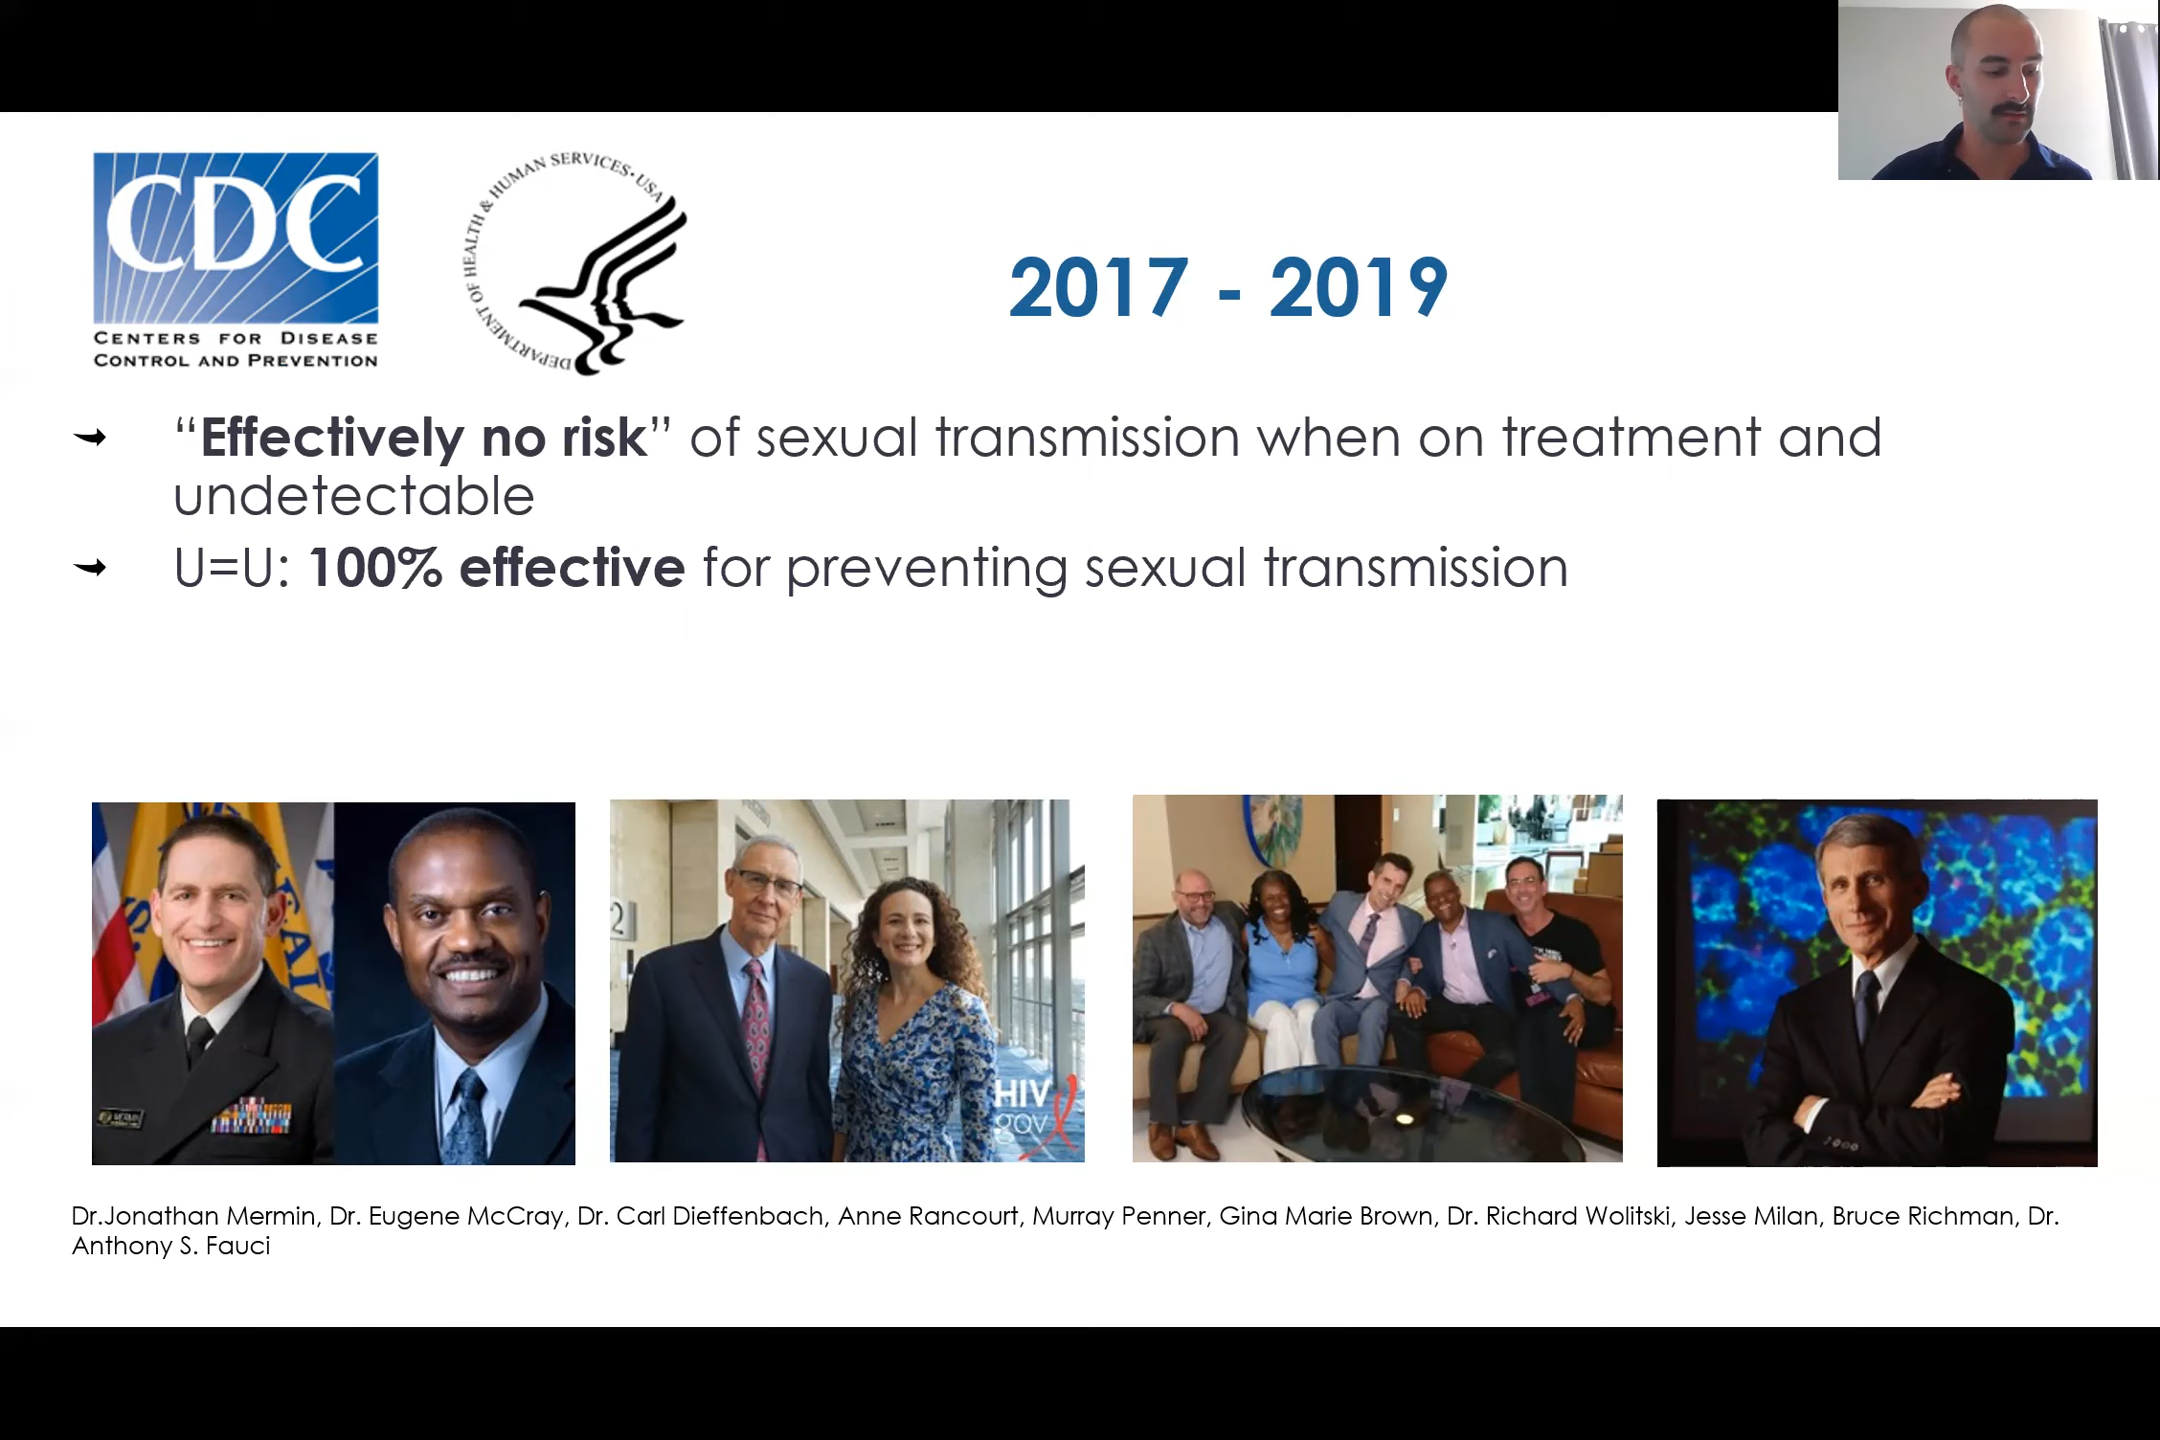 CDC
CENTERS FOR DISEASE
CONTROL AND PREVENTION
DEPARTMENT OF HEALTH & HUMAN SERVICES • USA
2017 - 2019
“Effectively no risk” of sexual transmission when on treatment and
undetectable
U=U: 100% effective for preventing sexual transmission
2
HIV
gov
Dr.Jonathan Mermin, Dr. Eugene McCray, Dr. Carl Dieffenbach, Anne Rancourt, Murray Penner, Gina Marie Brown, Dr. Richard Wolitski, Jesse Milan, Bruce Richman, Dr.
Anthony S. Fauci